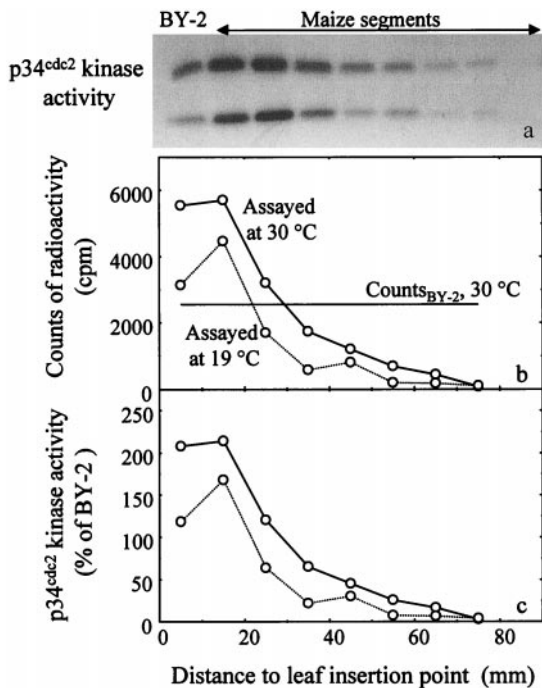 BY-2 Maize segments
p34cdc2 kinase
activity
a
6000
4000
2000
0
Counts of radioactivity
(cpm)
Assayed
at 30 °C
CountsBY-2, 30 °C
Assayed
at 19 °C
b
200
150
100
50
0
p34cdc2 kinase activity
(% of BY-2)
c
0 20 40 60 80
Distance to leaf insertion point (mm)